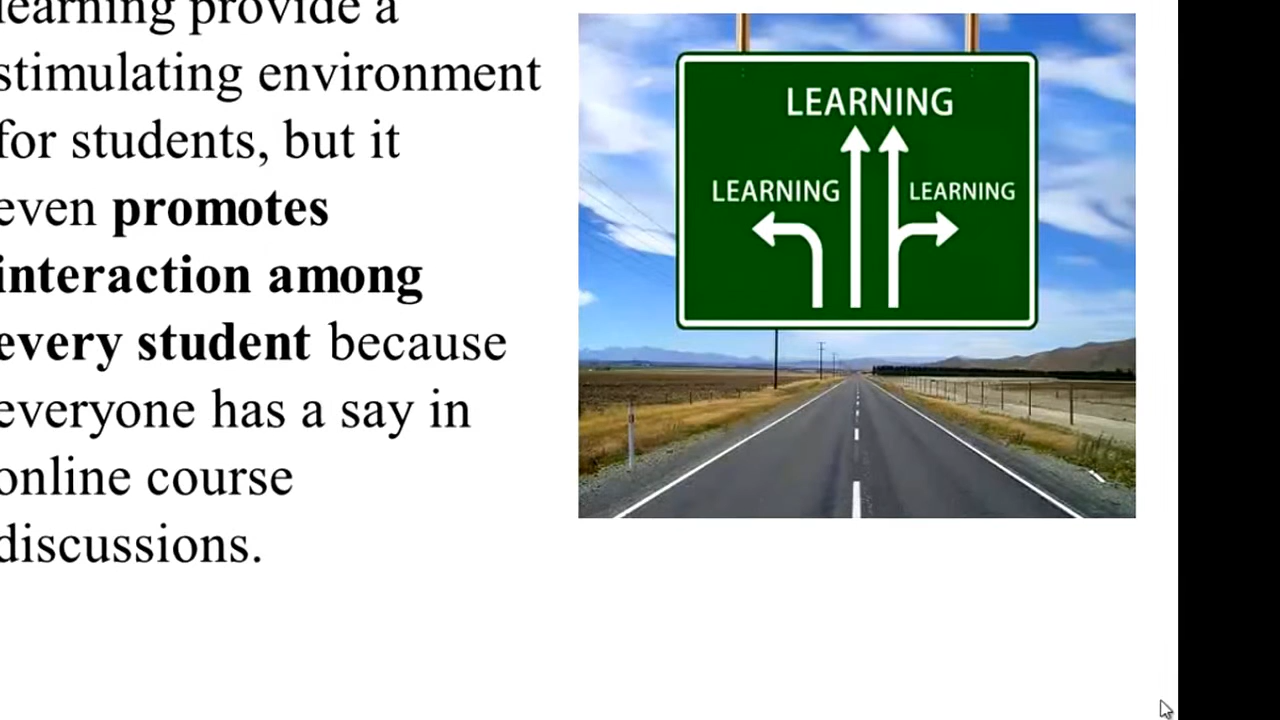 learning provide a
stimulating environment
for students, but it
even promotes
interaction among
every student because
everyone has a say in
online course
discussions.
LEARNING
LEARNING
LEARNING